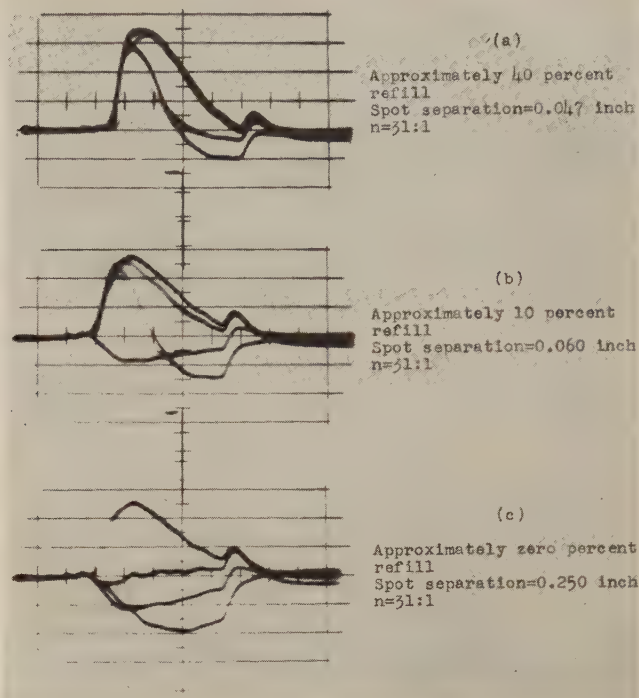 (a)
Approximately 40 percent
refill
Spot separation=0.047 inch
n=31:1
(b)
Approximately 10 percent
refill
Spot separation=0.060 inch
n=31:1
(c)
Approximately zero percent
refill
Spot separation=0.250 inch
n=31:1